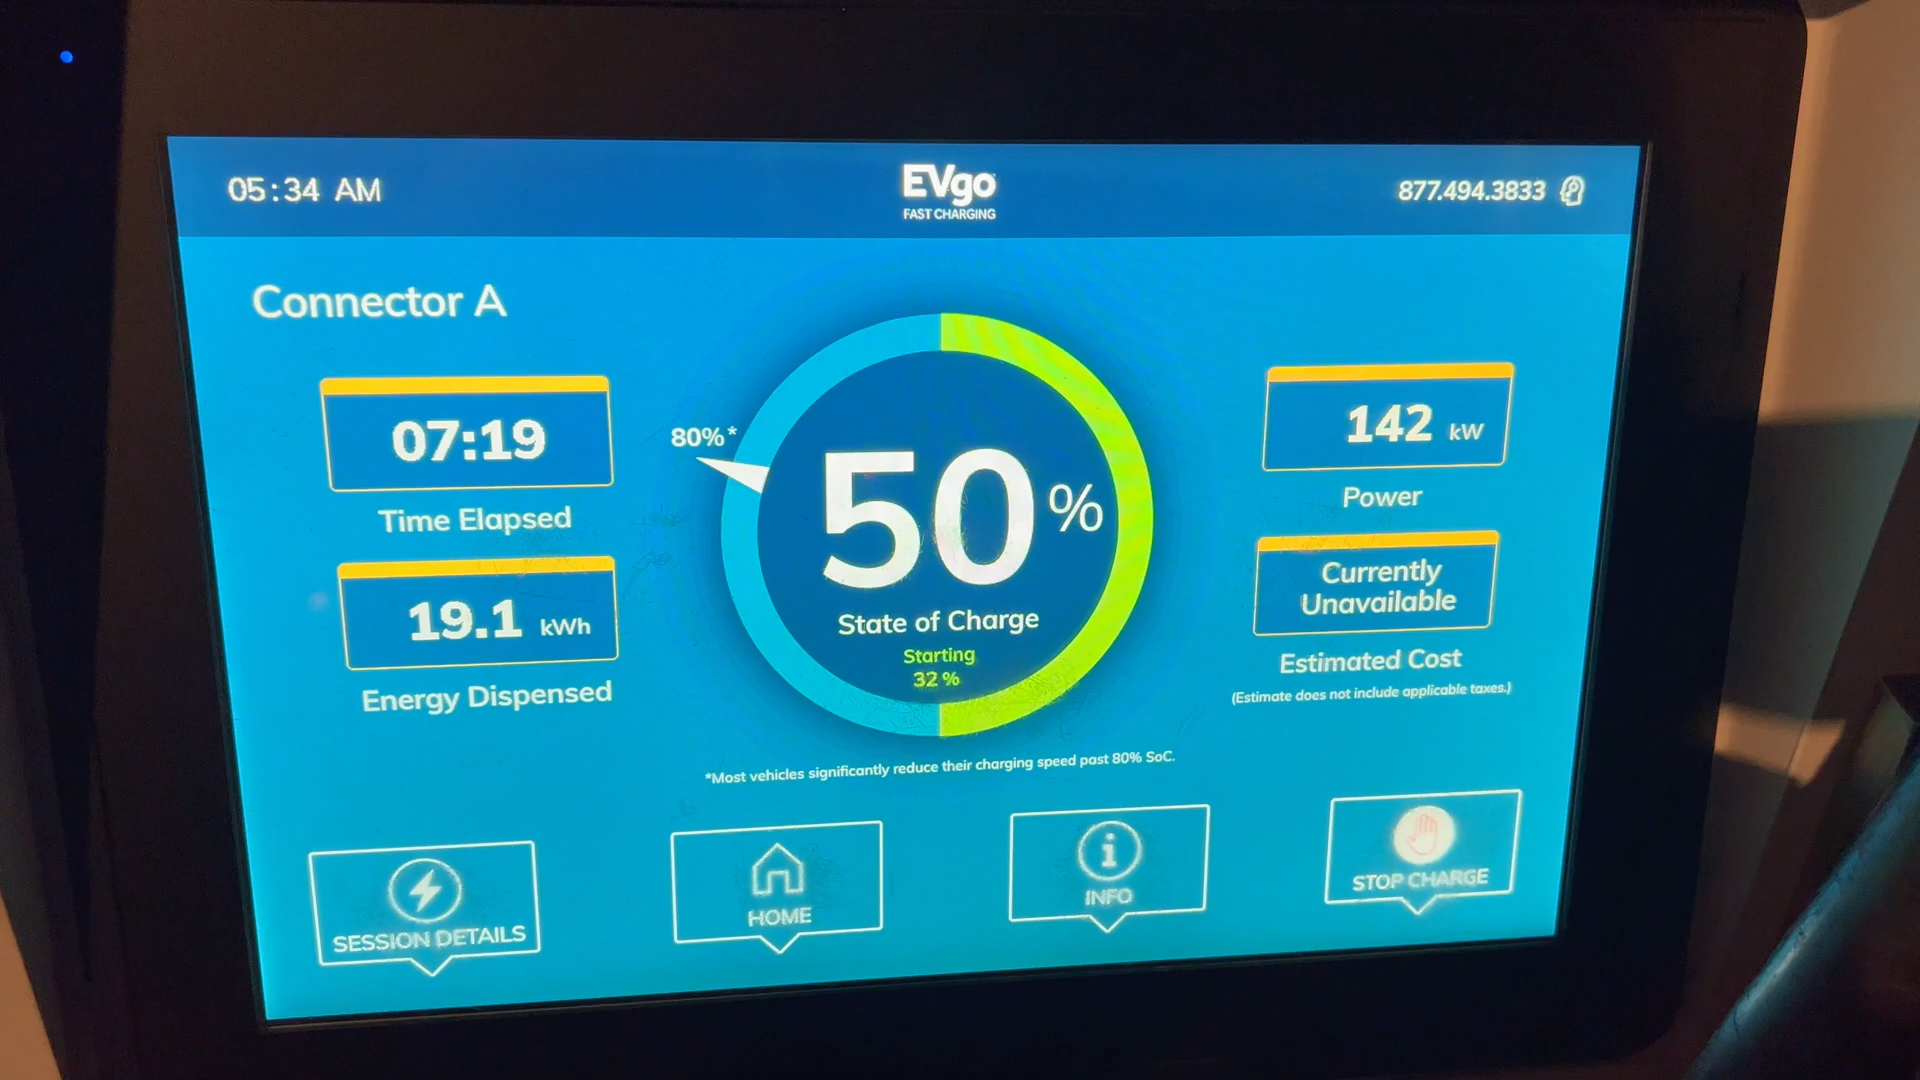 05:34 AM
EVgo
FAST CHARGING
877.494.3833
Connector A
07:19
Time Elapsed
19.1 kWh
Energy Dispensed
80%*
50%
State of Charge
Starting
32 %
142 kW
Power
Currently
Unavailable
Estimated Cost
(Estimate does not include applicable taxes.)
*Most vehicles significantly reduce their charging speed past 80% SoC.
SESSION DETAILS
HOME
INFO
STOP CHARGE